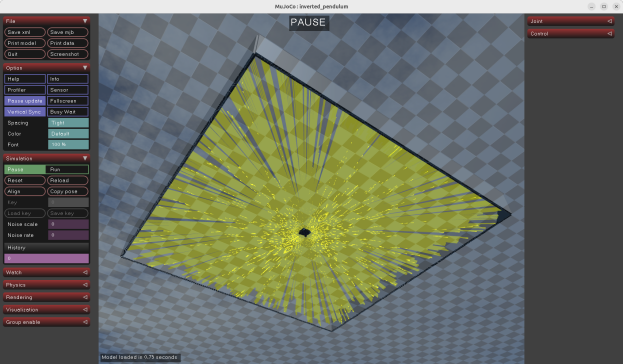 MuJoCo : inverted_pendulum
PAUSE
File
Save xml Save mjb
Print model Print data
Quit Screenshot
Option
Help Info
Profiler Sensor
Pause update Fullscreen
Vertical Sync Busy Wait
Spacing Tight
Color Default
Font 100 %
Simulation
Pause Run
Reset Reload
Align Copy pose
Key
Load key Save key
Noise scale 0
Noise rate 0
History
0
Watch
Physics
Rendering
Visualization
Group enable
Joint
Control
Model loaded in 0.75 seconds